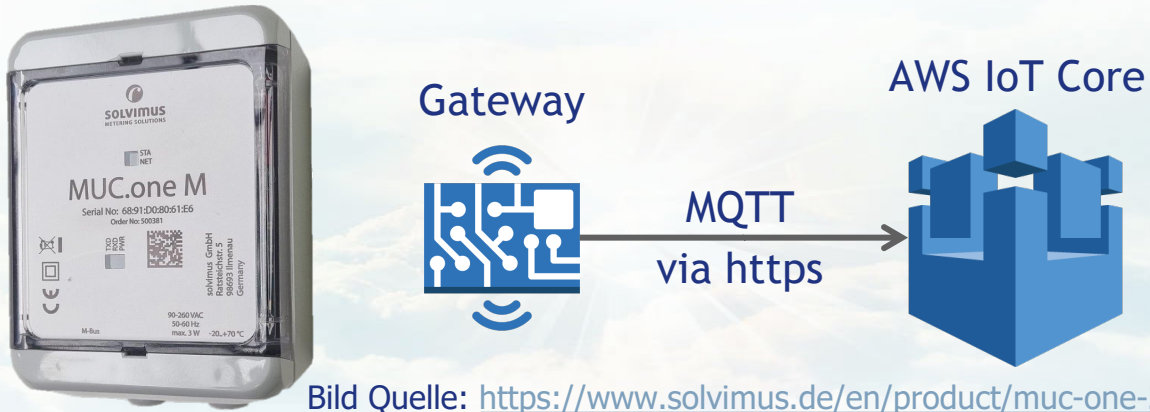 SOLVIMUS
METERING SOLUTIONS
STA
NET
MUC.one M
Serial No: 68:91:D0:80:61:E6
Order No: 500381
TXD
RXD
PWR
solvimus GmbH
Ratsteichstr. 5
98693 Ilmenau
Germany
M-Bus
90-260 VAC
50-60 Hz
max. 3 W -20..+70 °C
Gateway
MQTT
via https
AWS IoT Core
Bild Quelle: https://www.solvimus.de/en/product/muc-one-